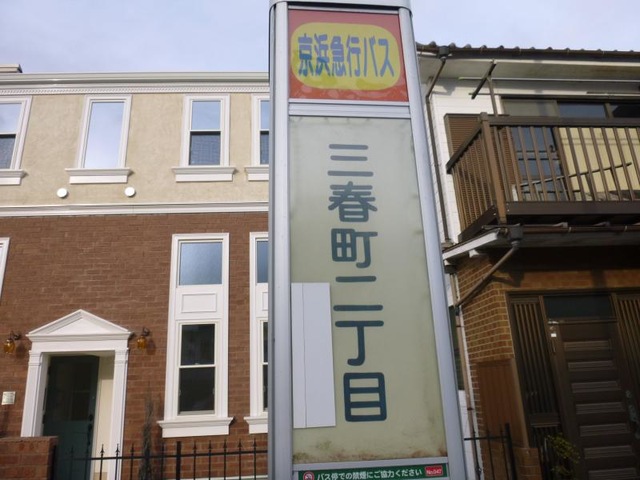 京浜急行バス
三春町二丁目
バス停での禁煙にご協力ください